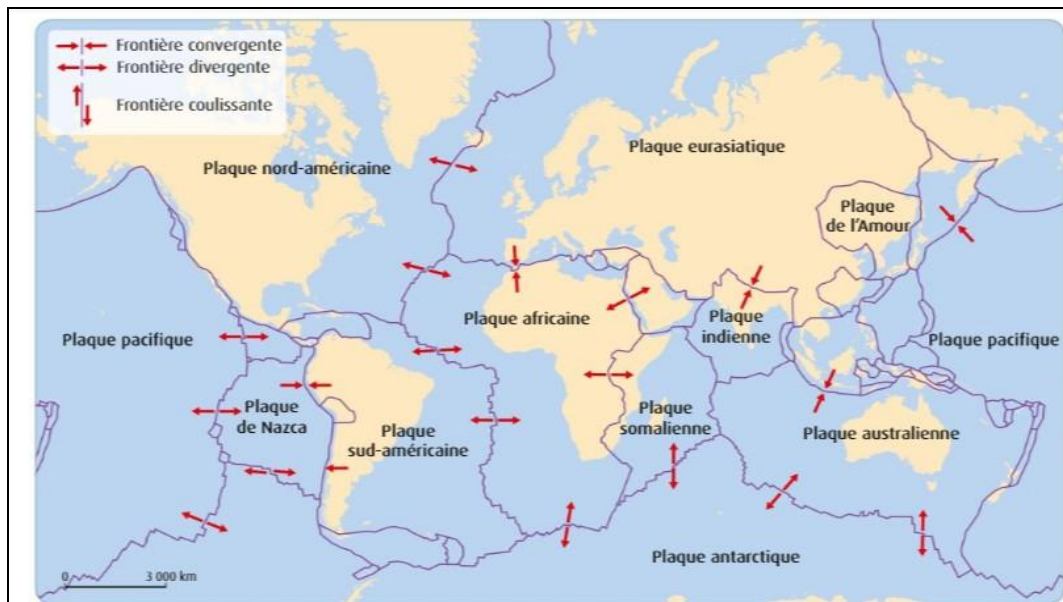 Frontière convergente
Frontière divergente
Frontière coulissante
Plaque nord-américaine
Plaque eurasiatique
Plaque
de l'Amour
Plaque pacifique
Plaque africaine
Plaque
indienne
Plaque pacifique
Plaque
de Nazca
Plaque
sud-américaine
Plaque
somalienne
Plaque australienne
Plaque antarctique
0 3 000 km